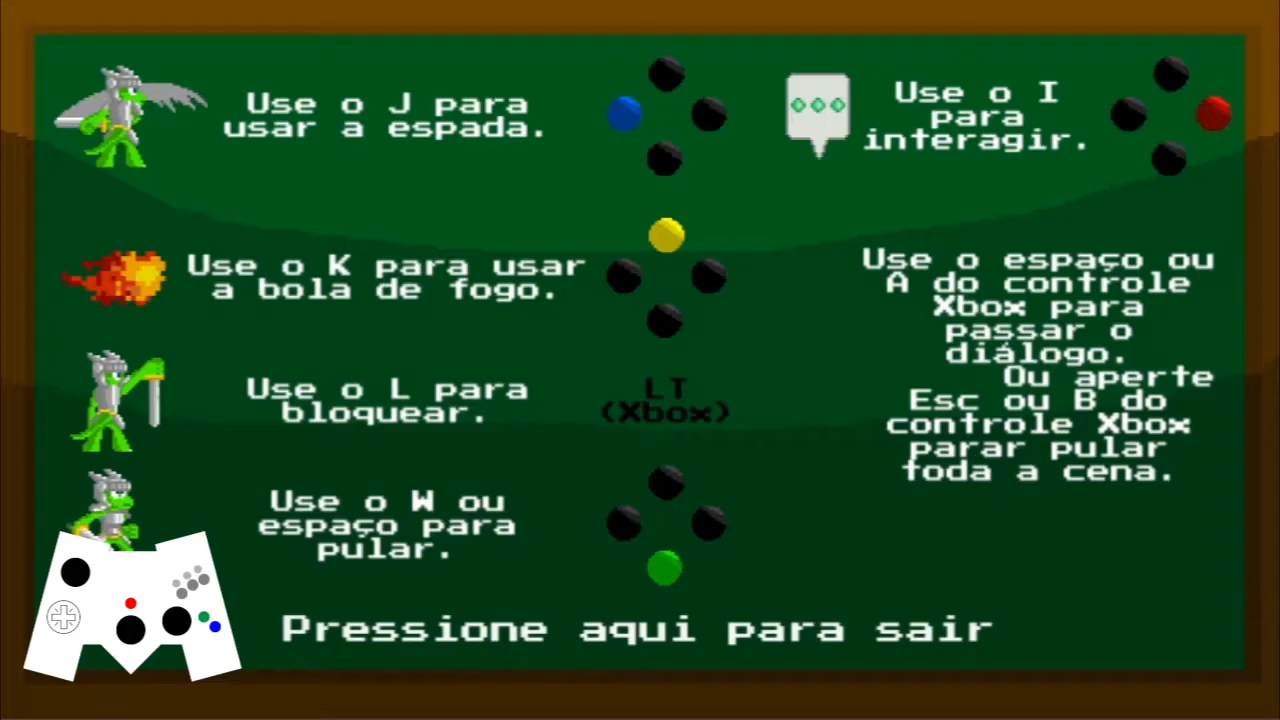 Use o J para
usar a espada.
Use o I
para
interagir.
Use o K para usar
a bola de fogo.
Use o espaço ou
A do controle
Xbox para
passar o
diálogo.
Ou aperte
Esc ou B do
controle Xbox
parar pular
toda a cena.
Use o L para
bloquear.
LT
(Xbox)
Use o W ou
espaço para
pular.
Pressione aqui para sair